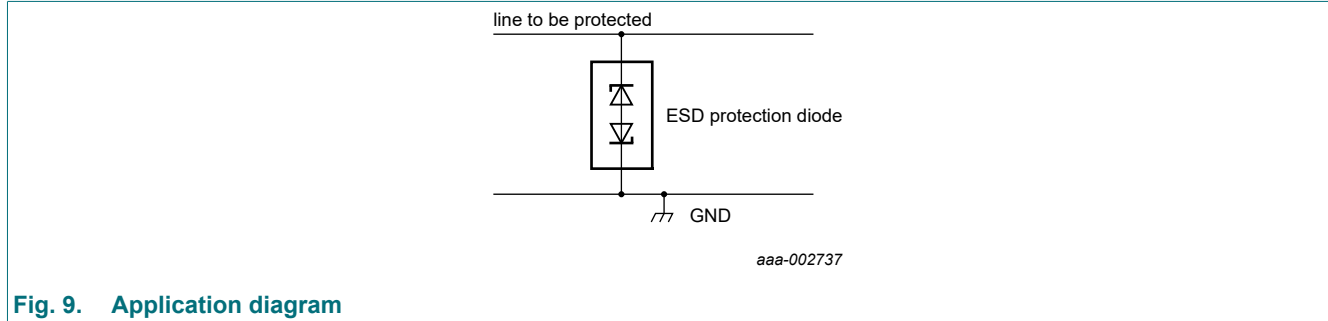 line to be protected
ESD protection diode
GND
aaa-002737
Fig. 9. Application diagram